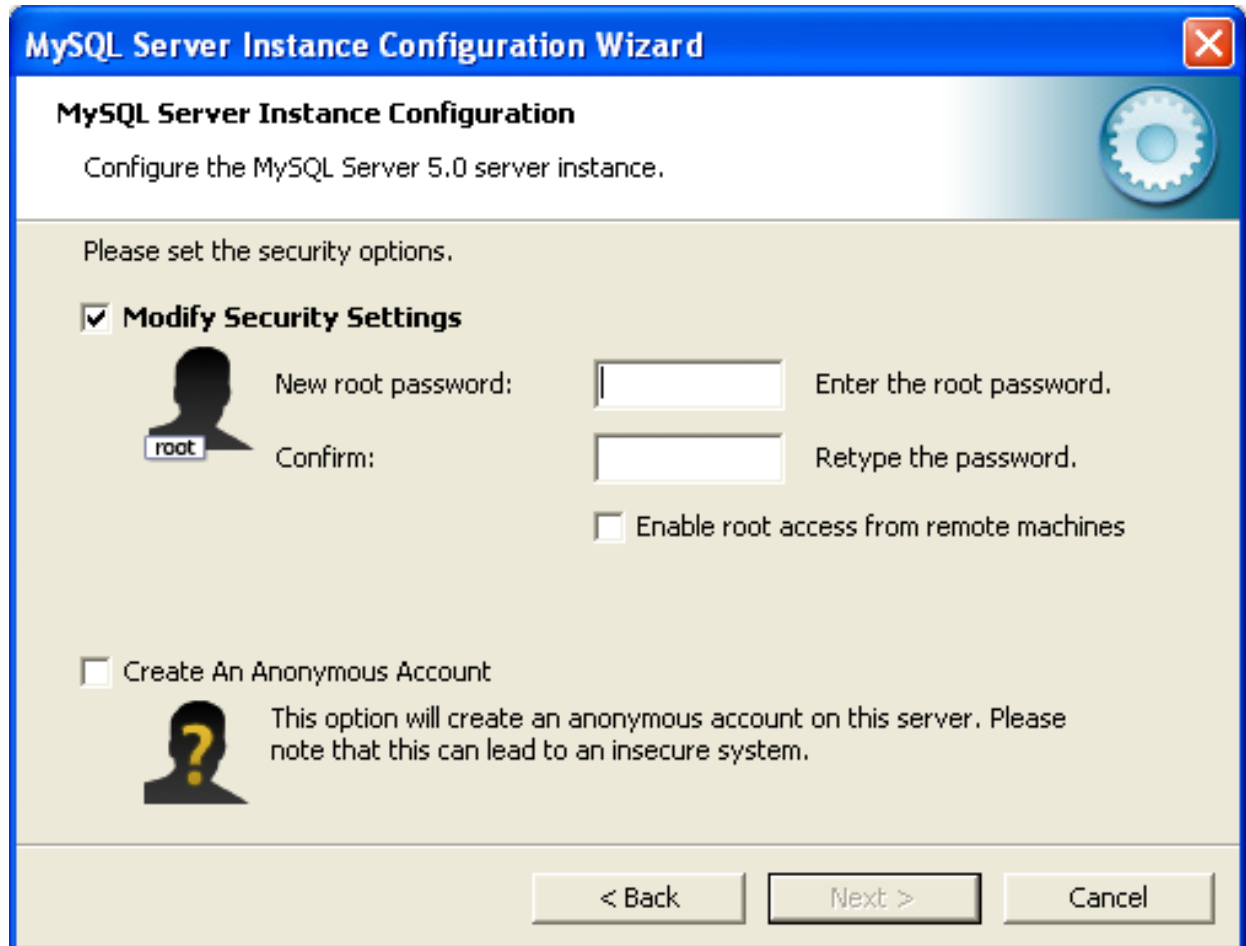 MySQL Server Instance Configuration Wizard
MySQL Server Instance Configuration
Configure the MySQL Server 5.0 server instance.
Please set the security options.
Modify Security Settings
New root password:
Enter the root password.
root
Confirm:
Retype the password.
Enable root access from remote machines
Create An Anonymous Account
This option will create an anonymous account on this server. Please
note that this can lead to an insecure system.
?
< Back
Next >
Cancel